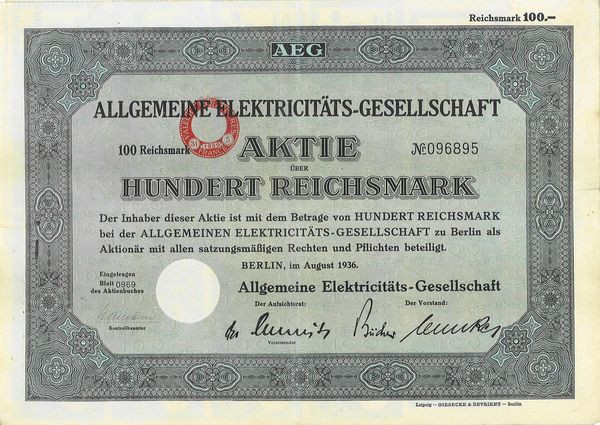 Reichsmark 100.—
AEG
ALLGEMEINE ELEKTRICITÄTS-GESELLSCHAFT
100 Reichsmark
AKTIE
№ 096895
ÜBER
HUNDERT REICHSMARK
Der Inhaber dieser Aktie ist mit dem Betrage von HUNDERT REICHSMARK
bei der ALLGEMEINEN ELEKTRICITÄTS-GESELLSCHAFT zu Berlin als
Aktionär mit allen satzungsmäßigen Rechten und Pflichten beteiligt.
BERLIN, im August 1936.
Eingetragen
Blatt 0969
des Aktienbuches
Kontrollbeamter
Allgemeine Elektricitäts-Gesellschaft
Der Aufsichtsrat:
Der Vorstand:
Vorsitzender
Bücher
Leipzig – GIESECKE & DEVRIENT – Berlin